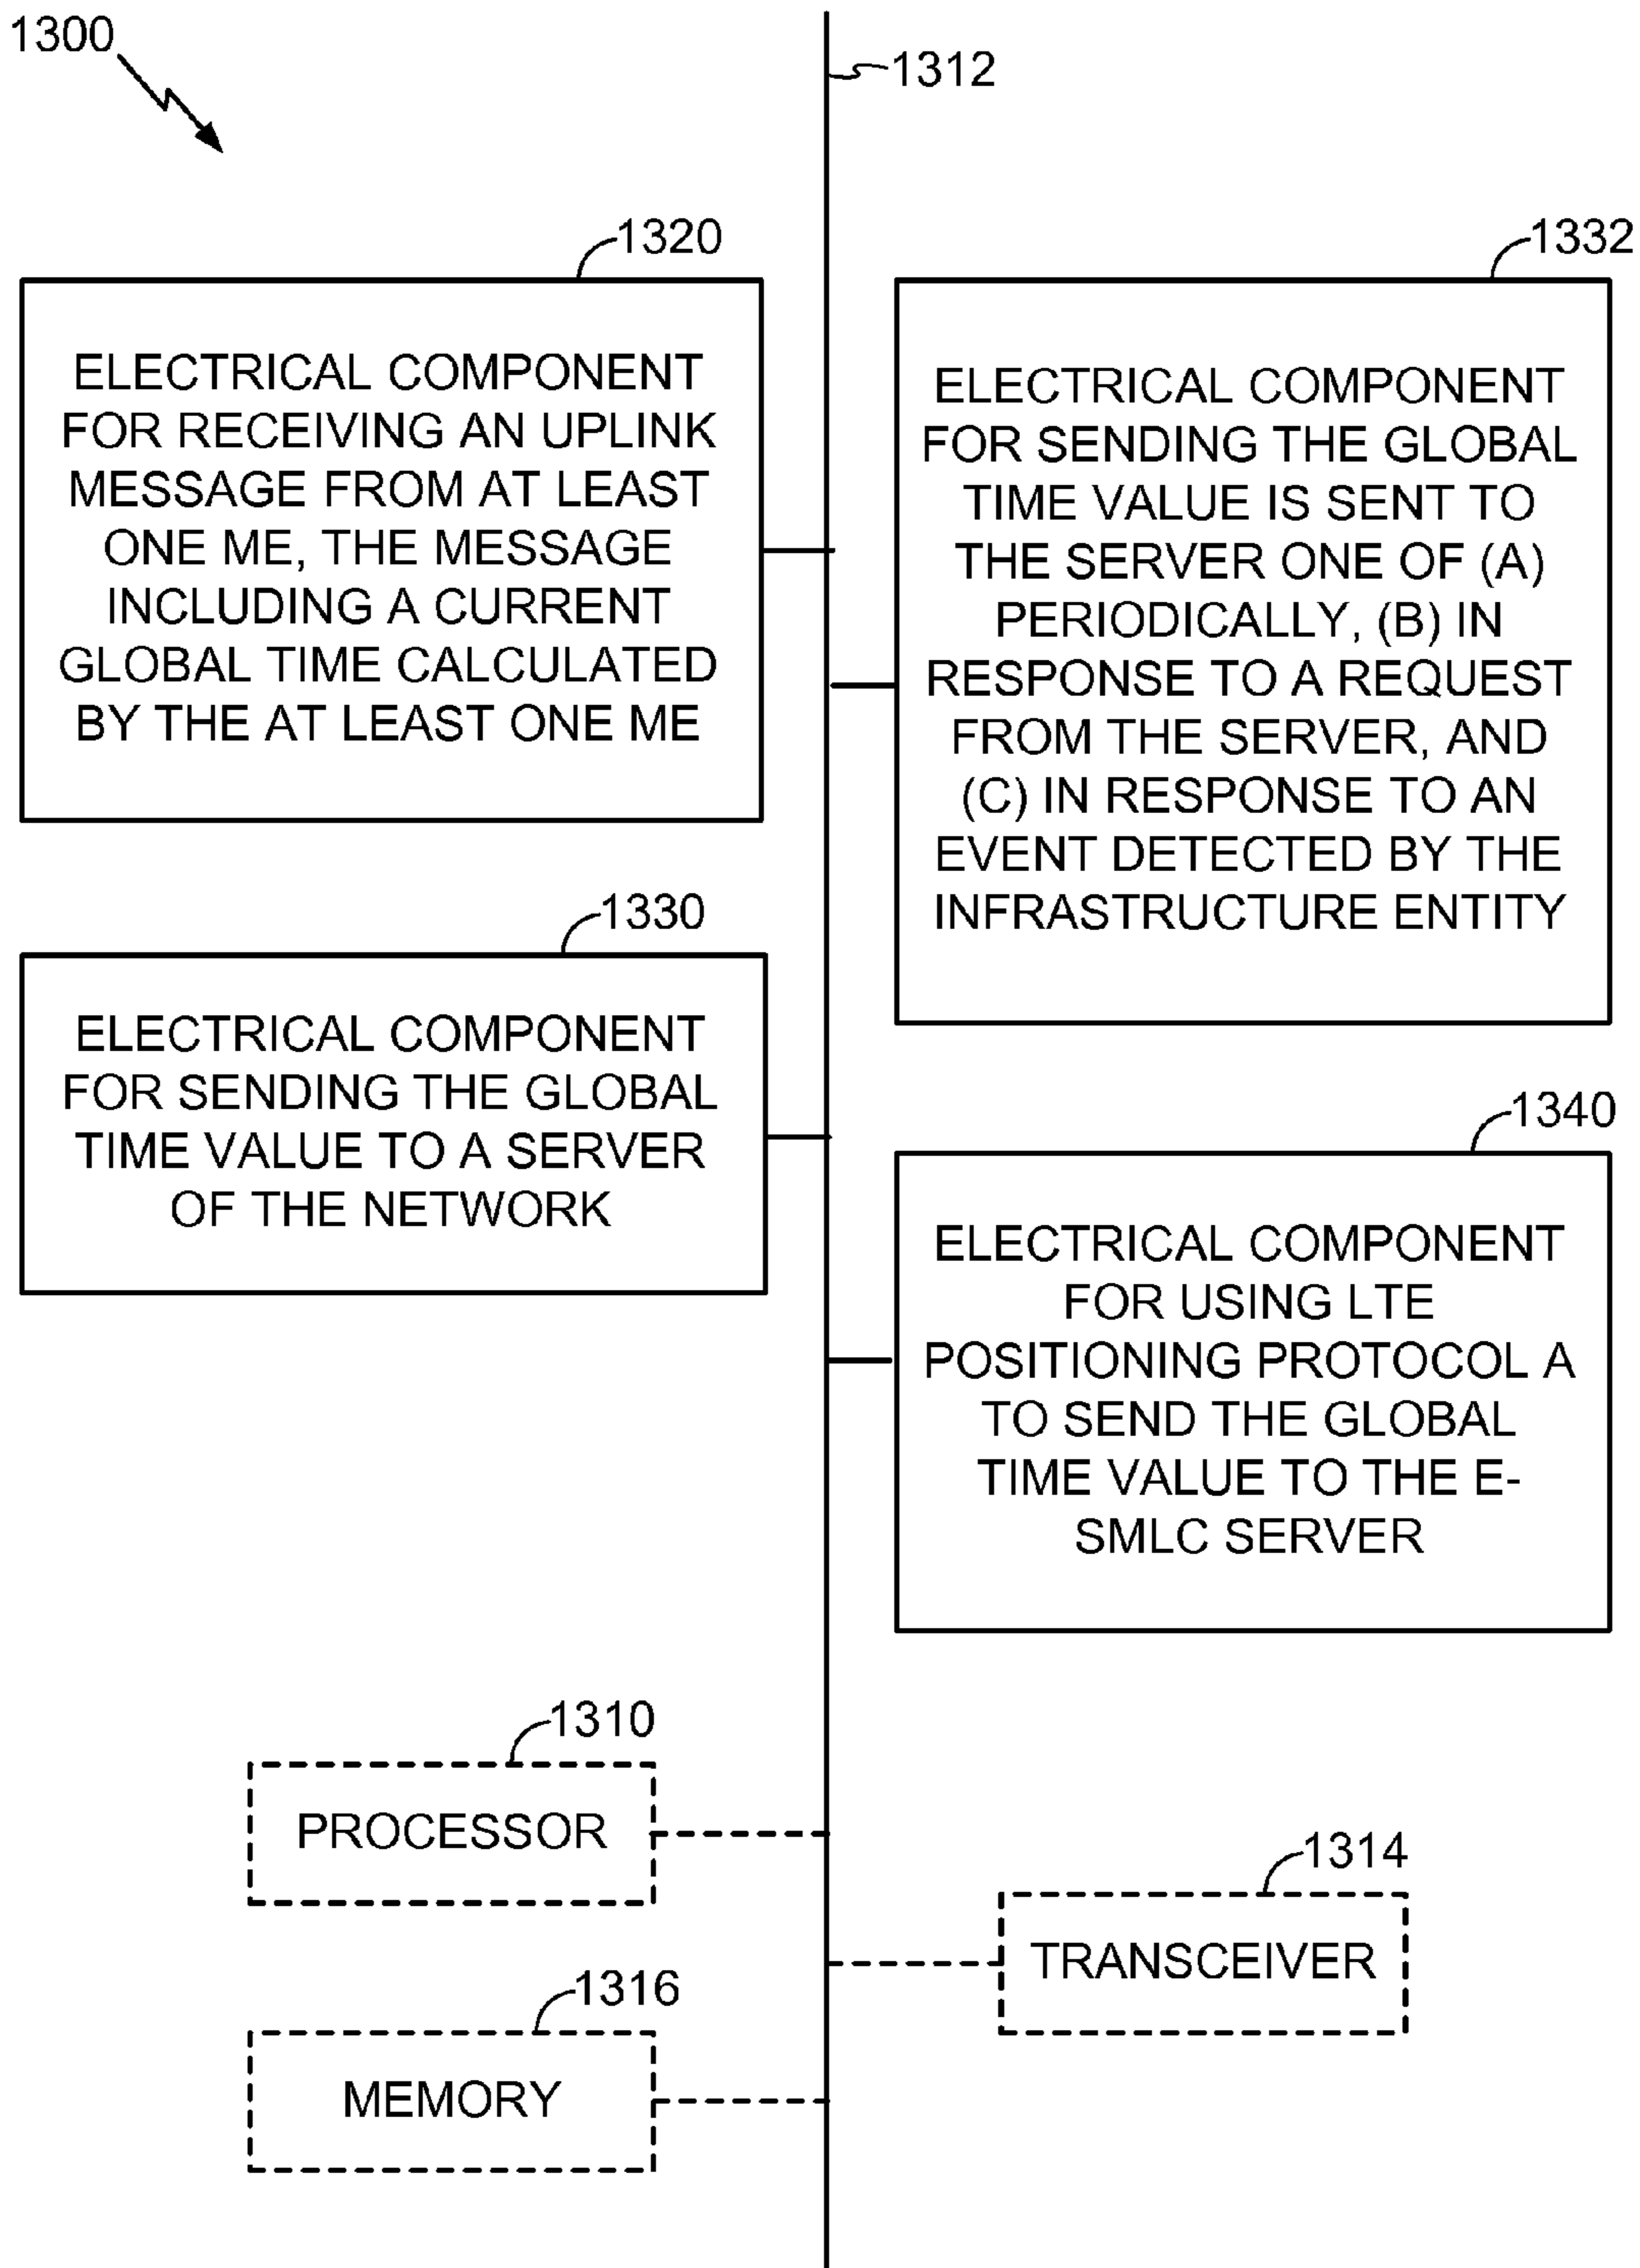 1300
1312
1320
ELECTRICAL COMPONENT
FOR RECEIVING AN UPLINK
MESSAGE FROM AT LEAST
ONE ME, THE MESSAGE
INCLUDING A CURRENT
GLOBAL TIME CALCULATED
BY THE AT LEAST ONE ME
1332
ELECTRICAL COMPONENT
FOR SENDING THE GLOBAL
TIME VALUE IS SENT TO
THE SERVER ONE OF (A)
PERIODICALLY, (B) IN
RESPONSE TO A REQUEST
FROM THE SERVER, AND
(C) IN RESPONSE TO AN
EVENT DETECTED BY THE
INFRASTRUCTURE ENTITY
1330
ELECTRICAL COMPONENT
FOR SENDING THE GLOBAL
TIME VALUE TO A SERVER
OF THE NETWORK
1340
ELECTRICAL COMPONENT
FOR USING LTE
POSITIONING PROTOCOL A
TO SEND THE GLOBAL
TIME VALUE TO THE E-
SMLC SERVER
1310
PROCESSOR
1314
TRANSCEIVER
1316
MEMORY